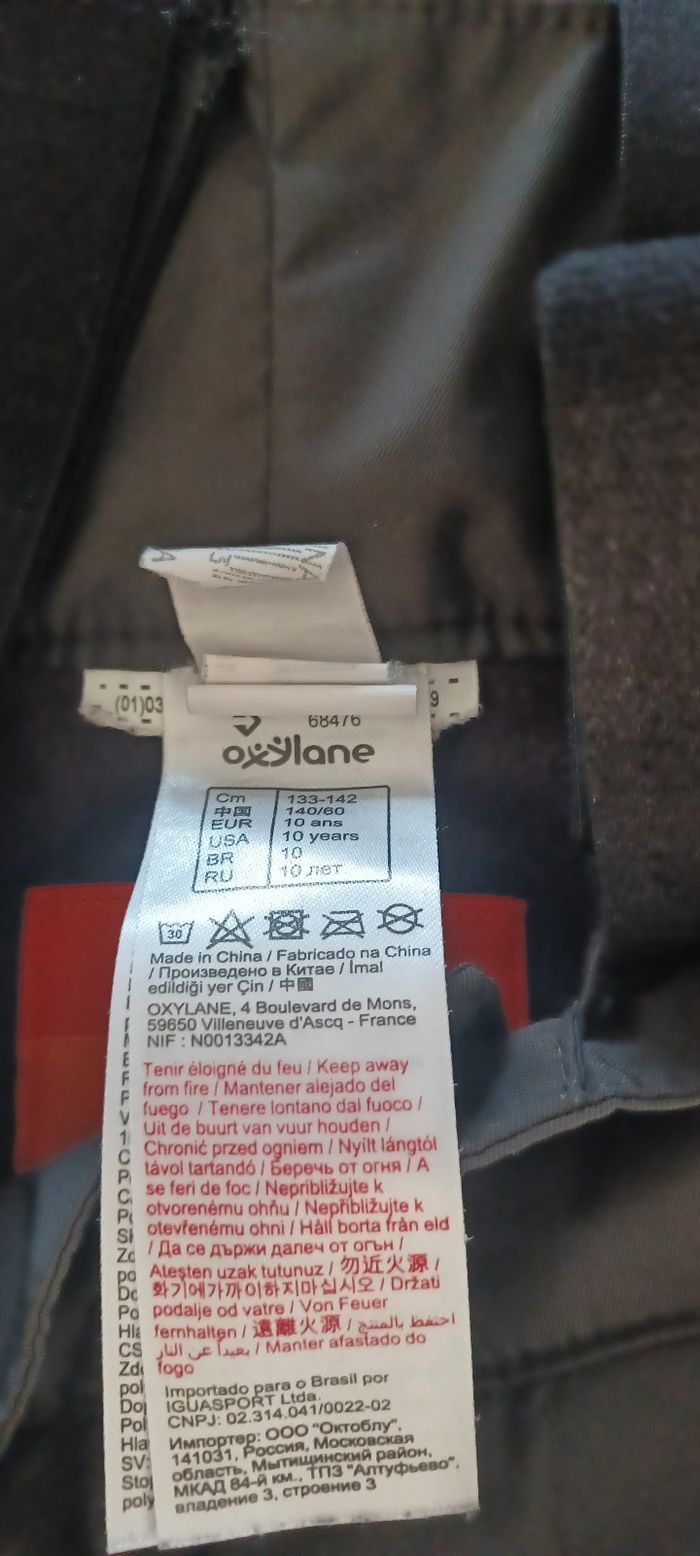 (01)03
9
68476
oxylane
Cm 133-142
中国 140/60
EUR 10 ans
USA 10 years
BR 10
RU 10 лет
30
Made in China / Fabricado na China
/ Произведено в Китае / İmal
edildiği yer Çin / 中國
OXYLANE, 4 Boulevard de Mons,
59650 Villeneuve d'Ascq - France
NIF : N0013342A
Tenir éloigné du feu / Keep away
from fire / Mantener alejado del
fuego / Tenere lontano dal fuoco /
Uit de buurt van vuur houden /
Chronić przed ogniem / Nyílt lángtól
távol tartandó / Беречь от огня / A
se feri de foc / Nepribližujte k
otvorenému ohňu / Nepřibližujte k
otevřenému ohni / Håll borta från eld
/ Да се държи далеч от огън /
Ateşten uzak tutunuz / 勿近火源 /
화기에가까이하지마십시오 / Držati
podalje od vatre / Von Feuer
fernhalten / 遠離火源 / احتفظ بالمنتج
بعيداً عن النار / Manter afastado do
fogo
Importado para o Brasil por
IGUASPORT Ltda.
CNPJ: 02.314.041/0022-02
Импортер: ООО "Октоблу",
141031, Россия, Московская
область, Мытищинский район,
МКАД 84-й км., ТПЗ "Алтуфьево",
владение 3, строение 3